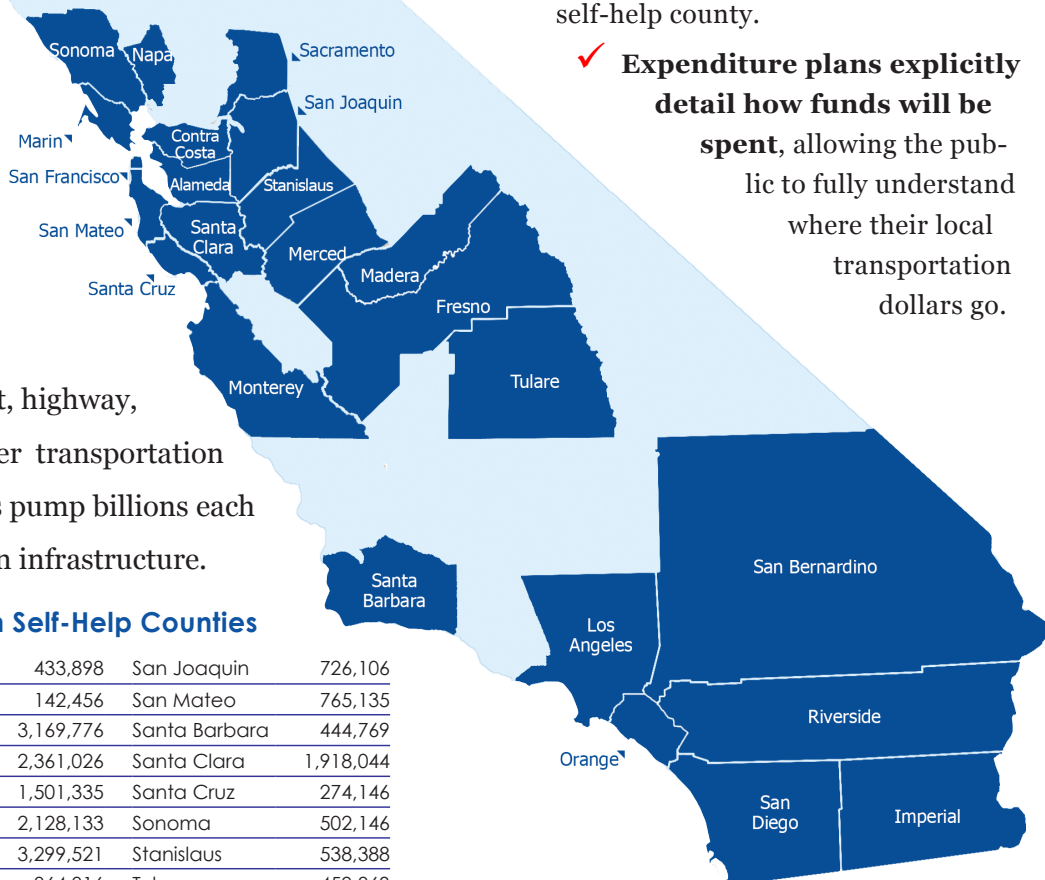 self-help county.
✓ Expenditure plans explicitly
detail how funds will be
spent, allowing the pub-
lic to fully understand
where their local
transportation
dollars go.
Sonoma
Napa
Sacramento
San Joaquin
Marin
Contra
Costa
San Francisco
Alameda
Stanislaus
San Mateo
Santa
Clara
Merced
Santa Cruz
Madera
Fresno
Monterey
Tulare
Santa
Barbara
San Bernardino
Los
Angeles
Riverside
Orange
San
Diego
Imperial
, highway,
transportation
pump billions each
infrastructure.
Self-Help Counties
433,898 San Joaquin 726,106
142,456 San Mateo 765,135
3,169,776 Santa Barbara 444,769
2,361,026 Santa Clara 1,918,044
1,501,335 Santa Cruz 274,146
2,128,133 Sonoma 502,146
3,299,521 Stanislaus 538,388